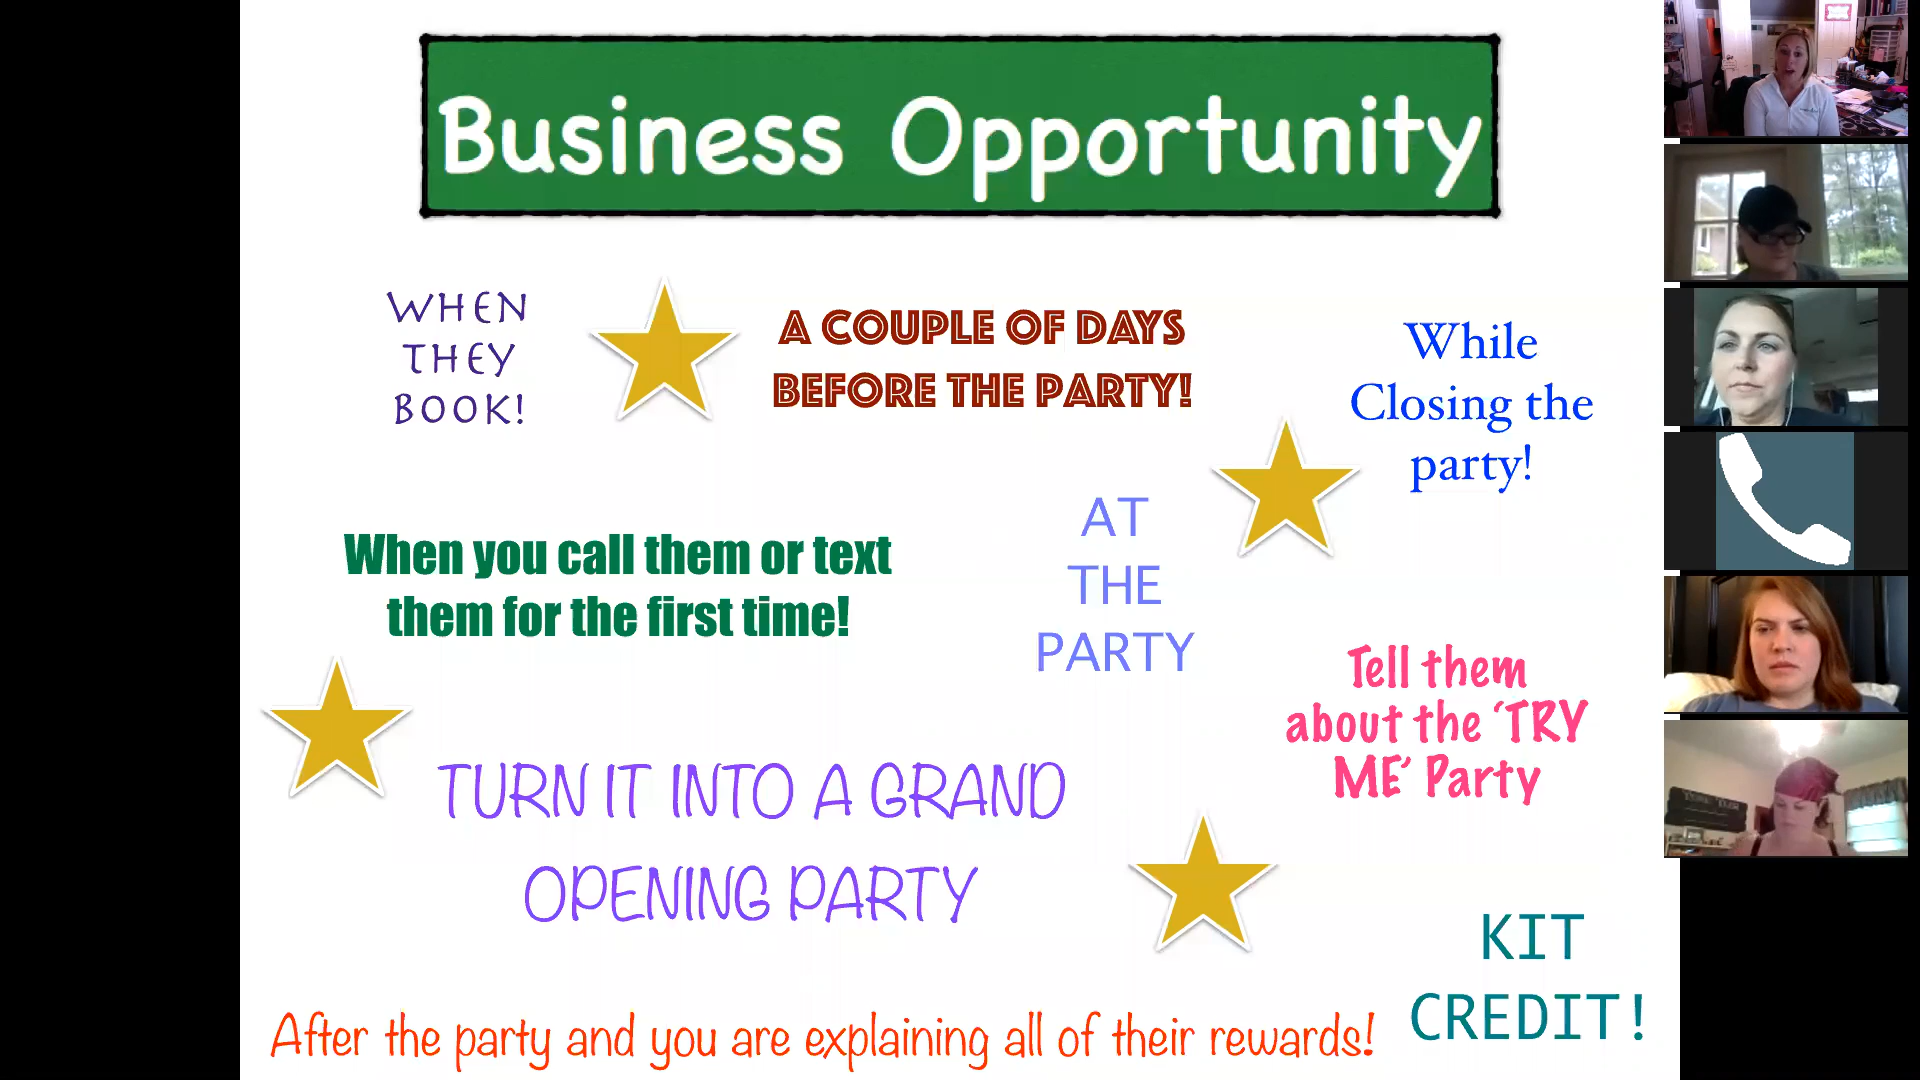 Business Opportunity
WHEN
THEY
BOOK!
A COUPLE OF DAYS
BEFORE THE PARTY!
While
Closing the
party!
When you call them or text
them for the first time!
AT
THE
PARTY
Tell them
about the ‘TRY
ME’ Party
TURN IT INTO A GRAND
OPENING PARTY
KIT
CREDIT!
After the party and you are explaining all of their rewards!